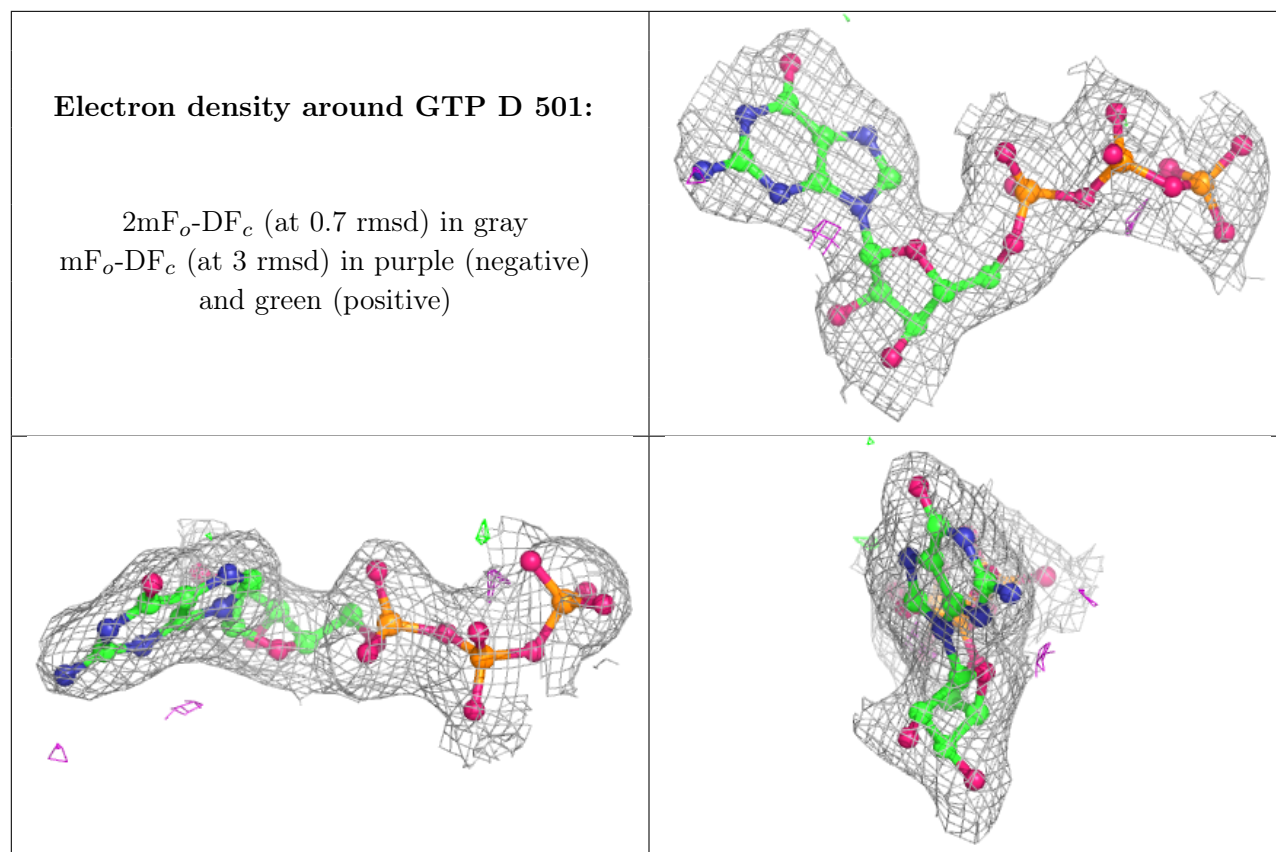 Electron density around GTP D 501:
2mFₒ-DF𝒸 (at 0.7 rmsd) in gray
mFₒ-DF𝒸 (at 3 rmsd) in purple (negative)
and green (positive)